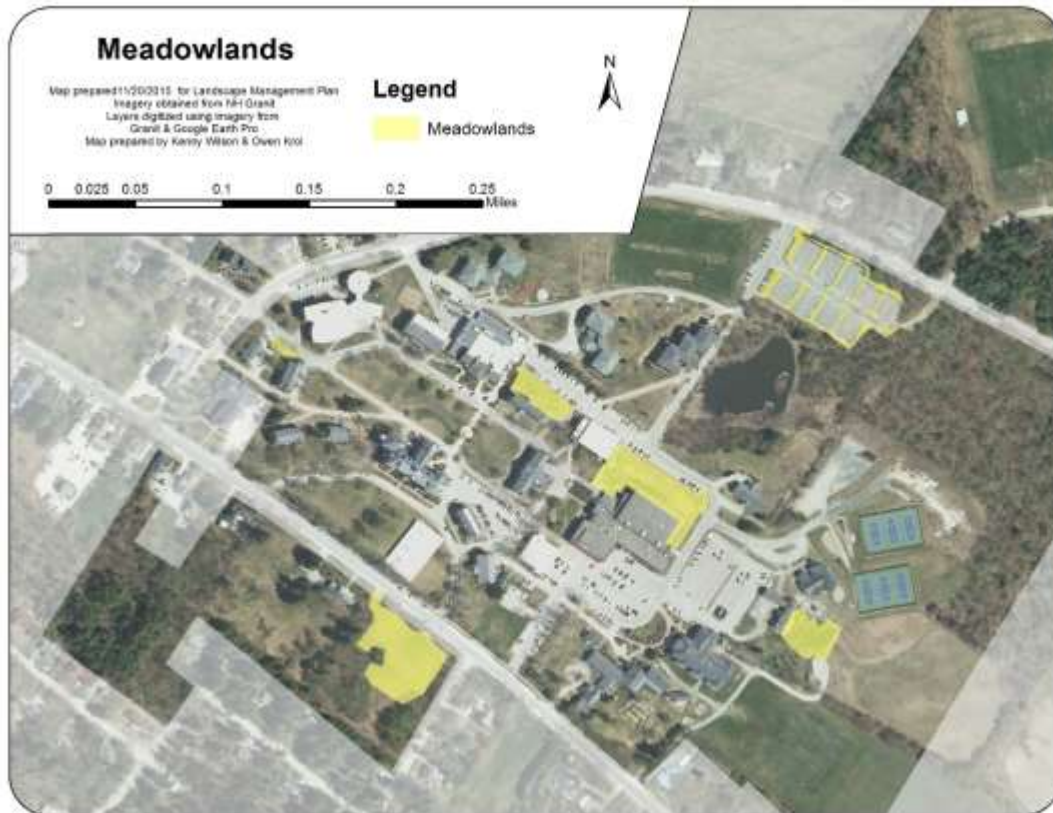 Meadowlands
Map prepared11/20/2015 for Landscape Management Plan
Imagery obtained from NH Granit
Layers digitized using imagery from
Granit & Google Earth Pro
Map prepared by Kenny Wilson & Owen Krol
Legend
Meadowlands
N
0 0.025 0.05 0.1 0.15 0.2 0.25
Miles